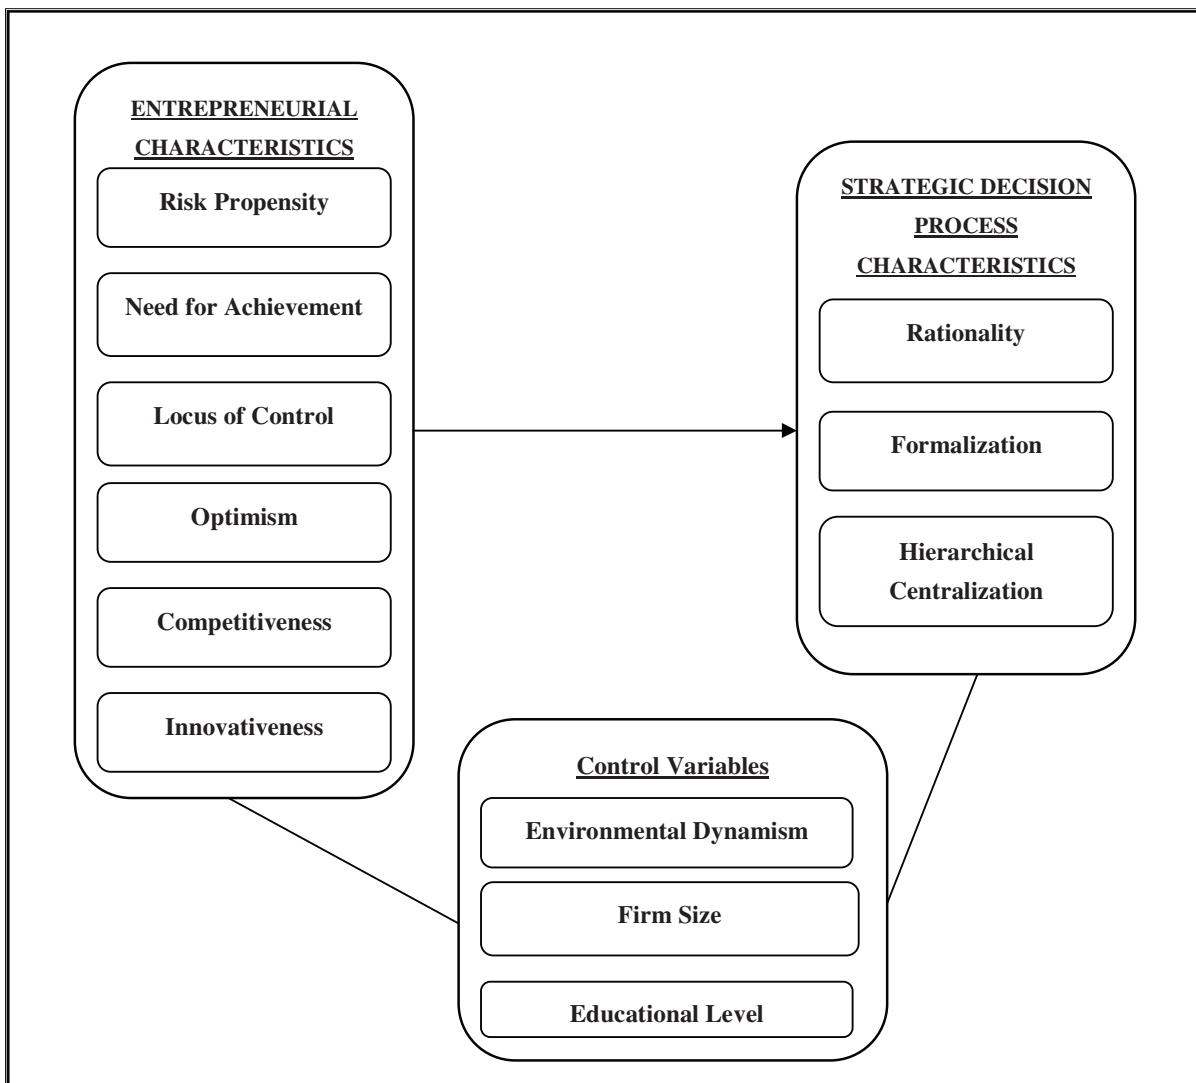 ENTREPRENEURIAL
CHARACTERISTICS
Risk Propensity
Need for Achievement
Locus of Control
Optimism
Competitiveness
Innovativeness
STRATEGIC DECISION
PROCESS
CHARACTERISTICS
Rationality
Formalization
Hierarchical
Centralization
Control Variables
Environmental Dynamism
Firm Size
Educational Level